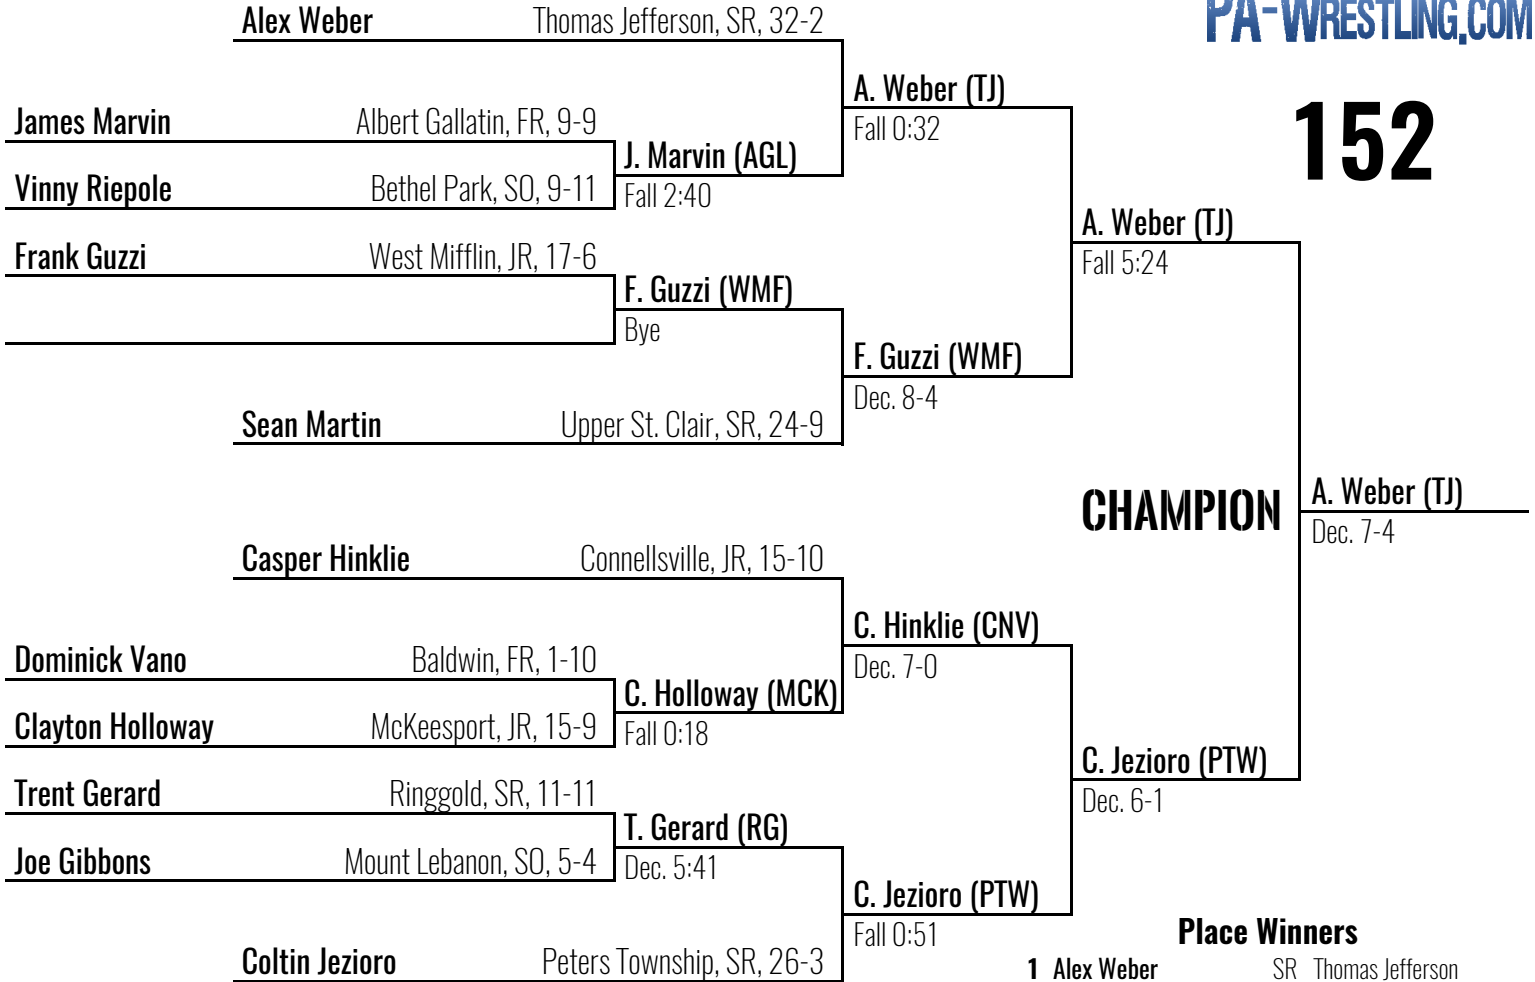 PA-WRESTLING.COM
152
Alex Weber Thomas Jefferson, SR, 32-2
A. Weber (TJ)
Fall 0:32
James Marvin Albert Gallatin, FR, 9-9
J. Marvin (AGL)
Fall 2:40
Vinny Riepole Bethel Park, SO, 9-11
A. Weber (TJ)
Fall 5:24
Frank Guzzi West Mifflin, JR, 17-6
F. Guzzi (WMF)
Bye
F. Guzzi (WMF)
Dec. 8-4
Sean Martin Upper St. Clair, SR, 24-9
CHAMPION
A. Weber (TJ)
Dec. 7-4
Casper Hinklie Connellsville, JR, 15-10
C. Hinklie (CNV)
Dec. 7-0
Dominick Vano Baldwin, FR, 1-10
C. Holloway (MCK)
Fall 0:18
Clayton Holloway McKeesport, JR, 15-9
C. Jezioro (PTW)
Dec. 6-1
Trent Gerard Ringgold, SR, 11-11
T. Gerard (RG)
Dec. 5:41
Joe Gibbons Mount Lebanon, SO, 5-4
C. Jezioro (PTW)
Fall 0:51
Coltin Jezioro Peters Township, SR, 26-3
Place Winners
1 Alex Weber SR Thomas Jefferson